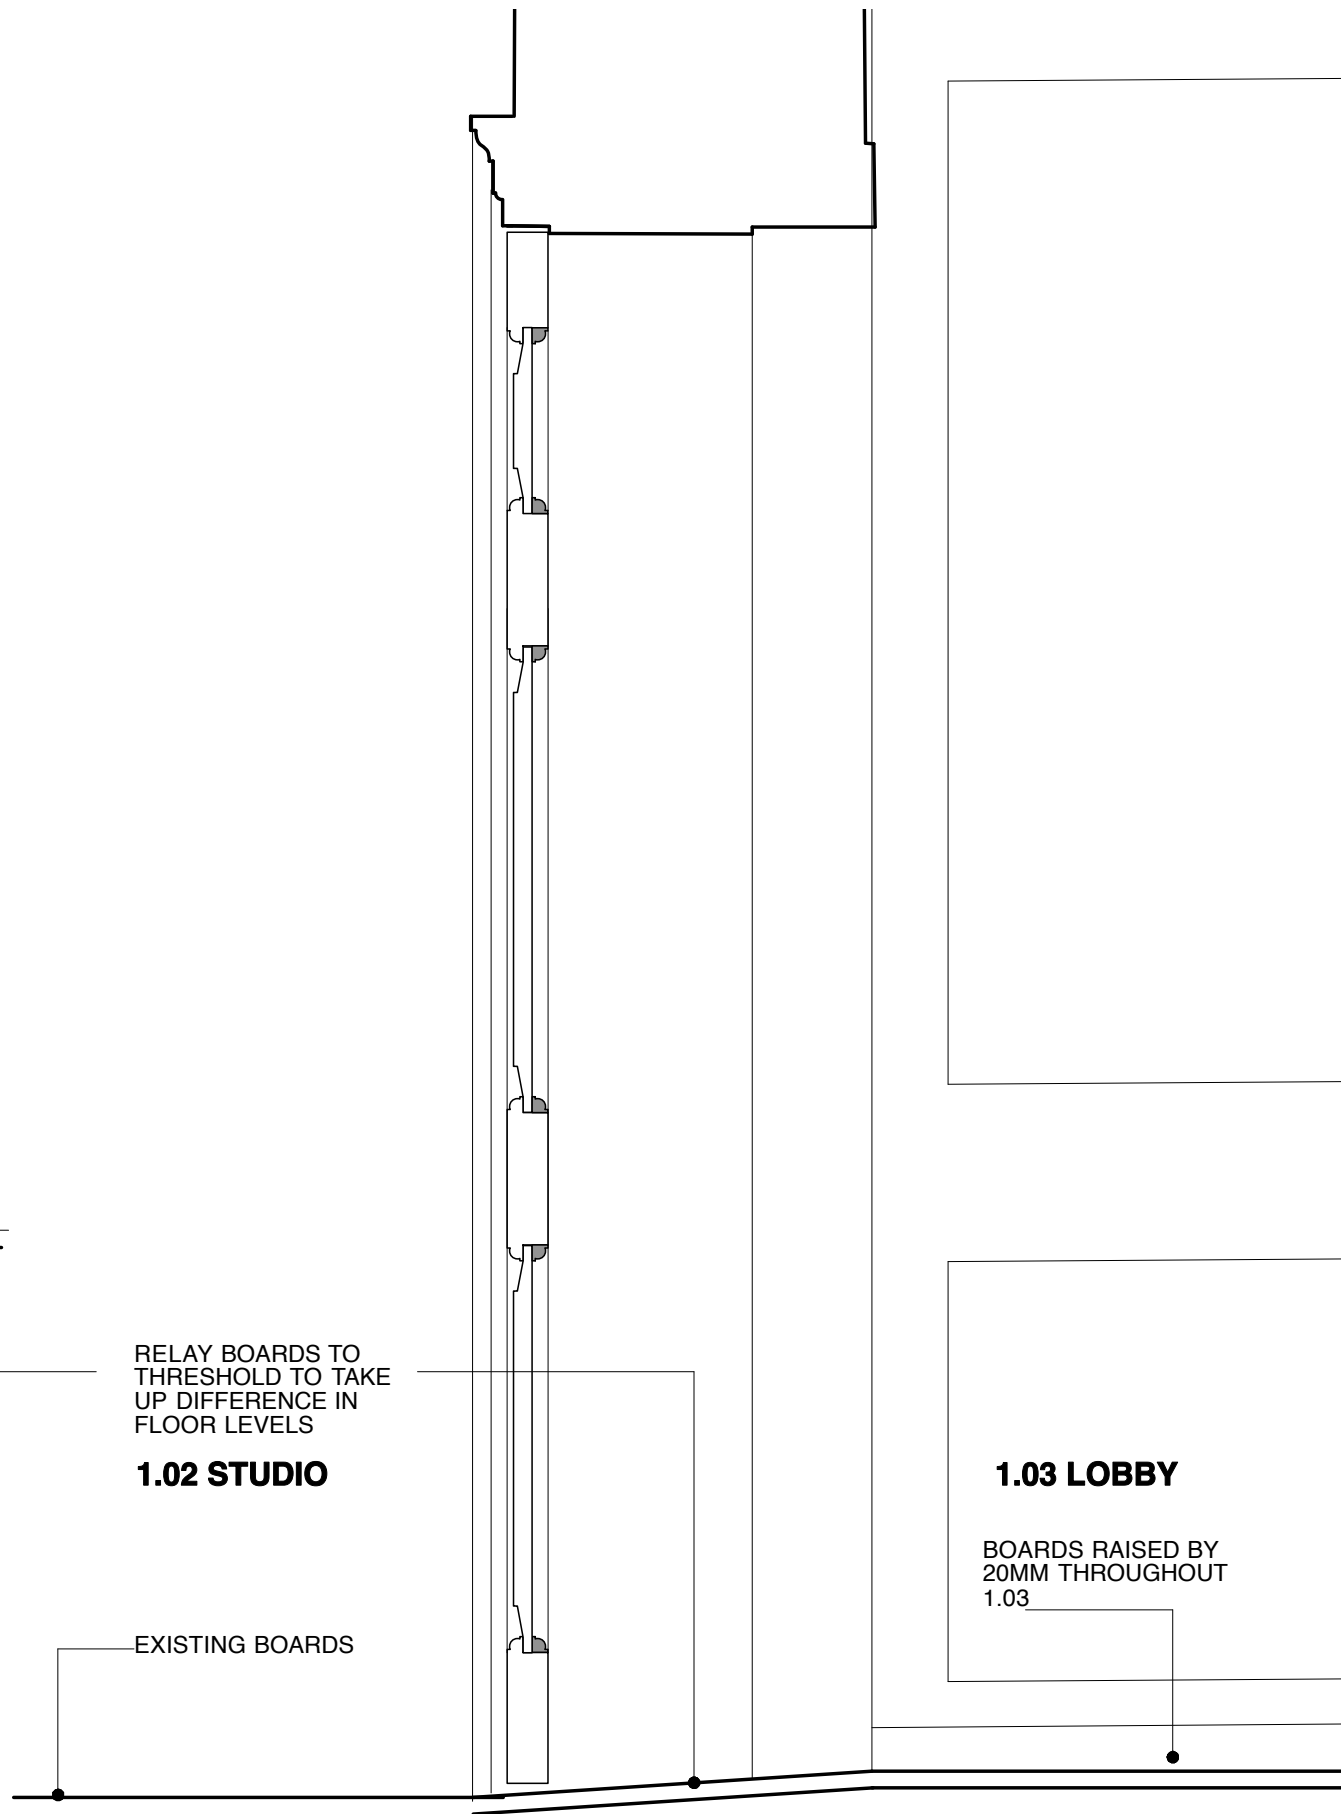 RELAY BOARDS TO
THRESHOLD TO TAKE
UP DIFFERENCE IN
FLOOR LEVELS
1.02 STUDIO
EXISTING BOARDS
1.03 LOBBY
BOARDS RAISED BY
20MM THROUGHOUT
1.03